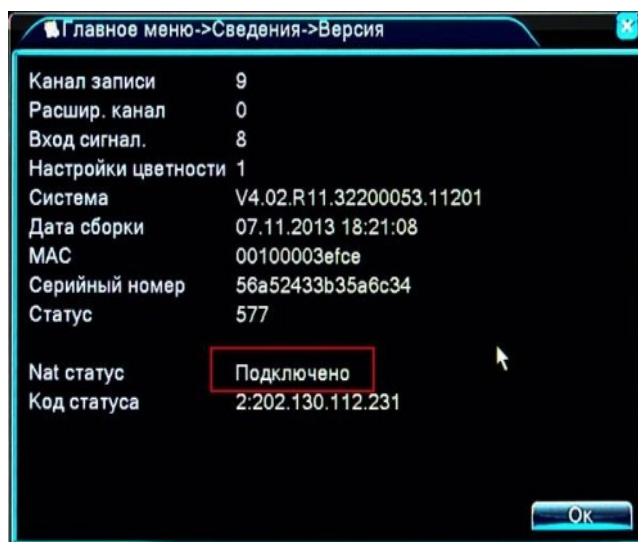 Главное меню->Сведения->Версия
Канал записи 9
Расшир. канал 0
Вход сигнал. 8
Настройки цветности 1
Система V4.02.R11.32200053.11201
Дата сборки 07.11.2013 18:21:08
MAC 00100003efce
Серийный номер 56a52433b35a6c34
Статус 577
Nat статус Подключено
Код статуса 2:202.130.112.231
Ок